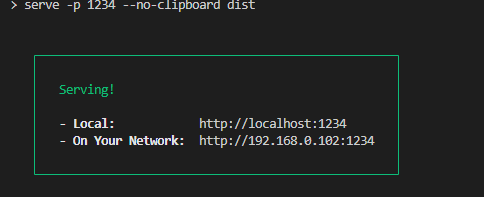 > serve -p 1234 --no-clipboard dist
Serving!
- Local: http://localhost:1234
- On Your Network: http://192.168.0.102:1234